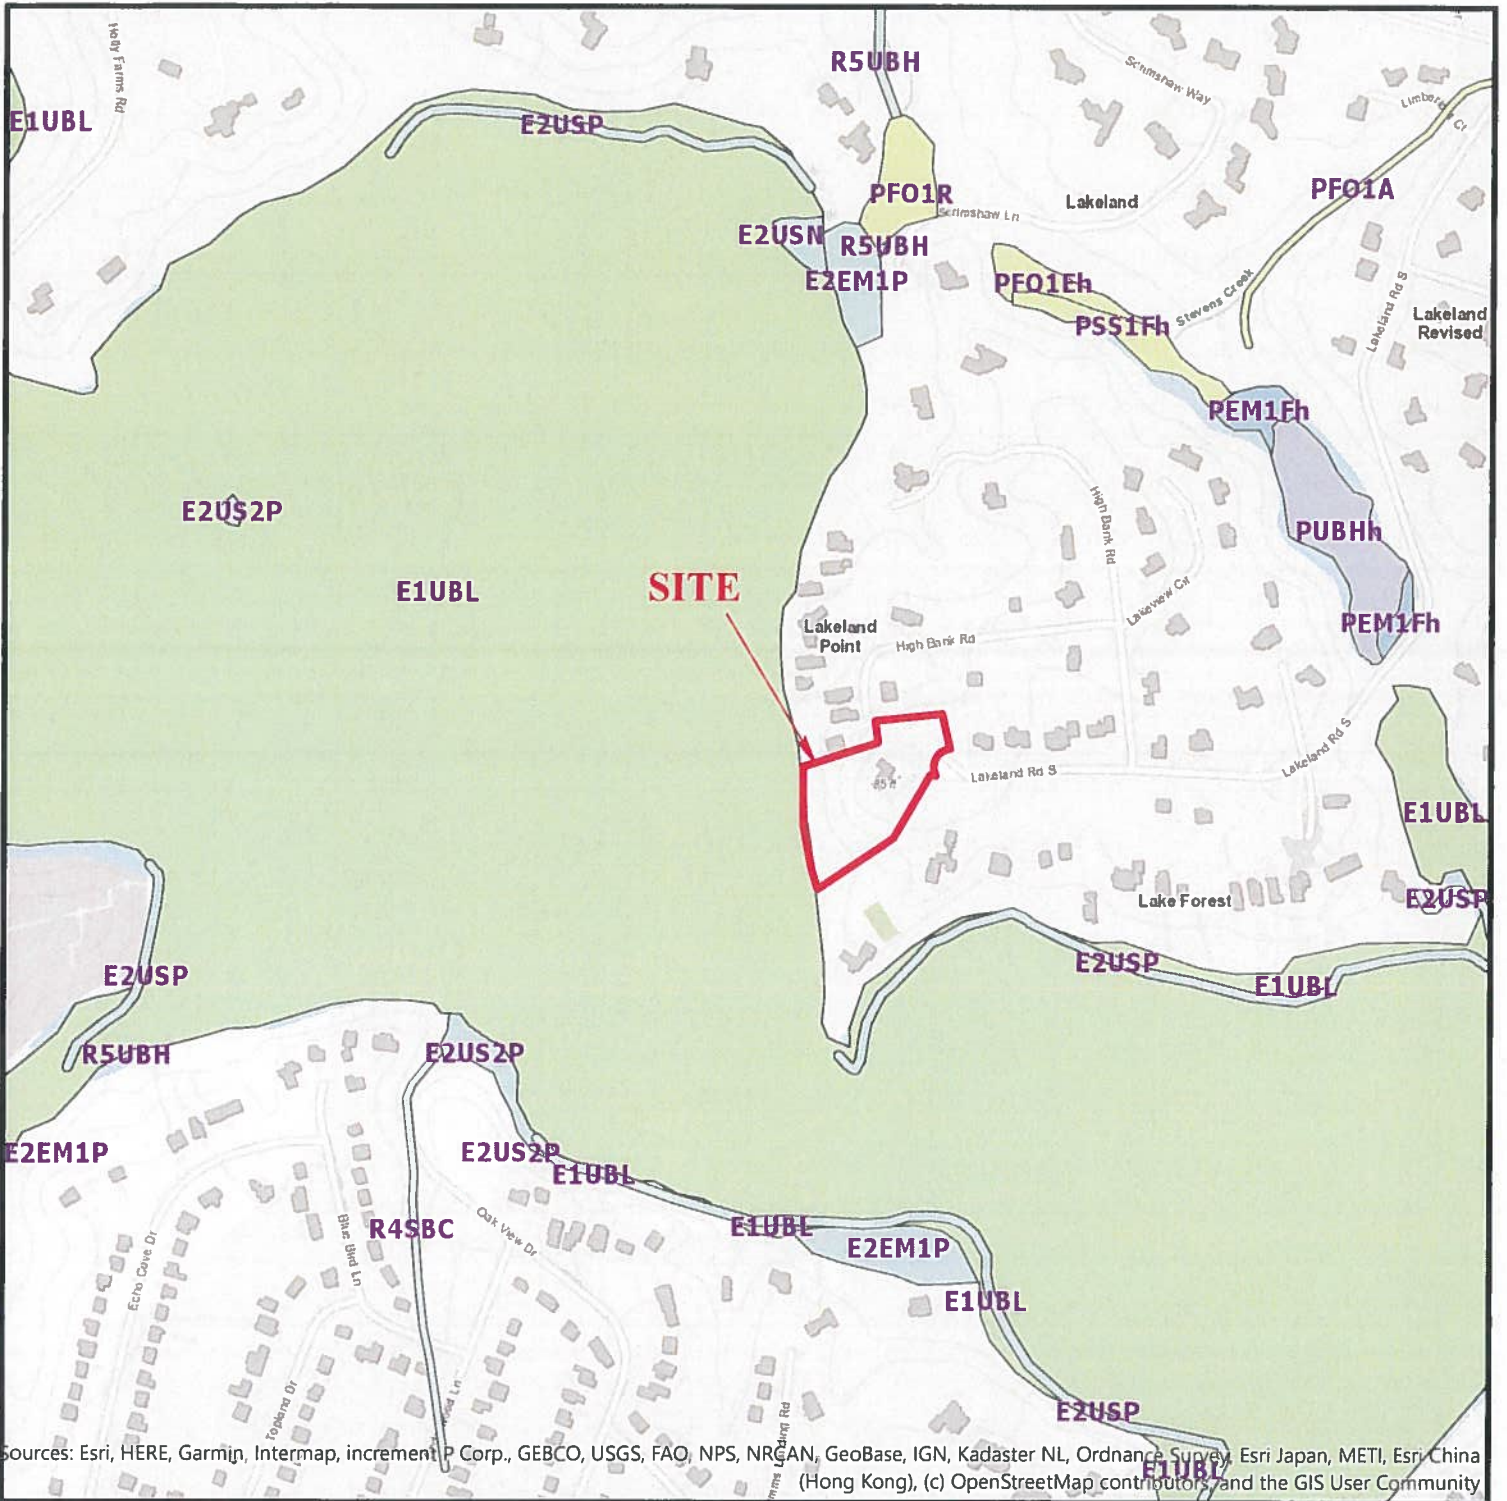 Holly Farms Rd
R5UBH
Scrimshaw Way
Limber
Ct
E1UBL
E2USP
PFO1R
Scrimshaw Ln
Lakeland
PFO1A
E2USN
R5UBH
E2EM1P
PFO1Eh
PSS1Fh
Stevens Creek
Lakeland Rd S
Lakeland
Revised
PEM1Fh
E2US2P
High Bank Rd
PUBHh
E1UBL
SITE
Lakeview Cir
PEM1Fh
Lakeland
Point
High Bank Rd
Lakeland Rd S
Lakeland Rd S
E1UBL
Lake Forest
E2USP
E2USP
E2USP
E1UBL
R5UBH
E2US2P
E2EM1P
E2US2P
E1UBL
R4SBC
Oak View Dr
E1UBL
E2EM1P
Echo Cove Dr
Blue Bird Ln
E1UBL
Topland Dr
Ln
E2USP
Landing Rd
Sources: Esri, HERE, Garmin, Intermap, increment P Corp., GEBCO, USGS, FAO, NPS, NRCAN, GeoBase, IGN, Kadaster NL, Ordnance Survey, Esri Japan, METI, Esri China
(Hong Kong), (c) OpenStreetMap contributors, and the GIS User Community
E1UBL